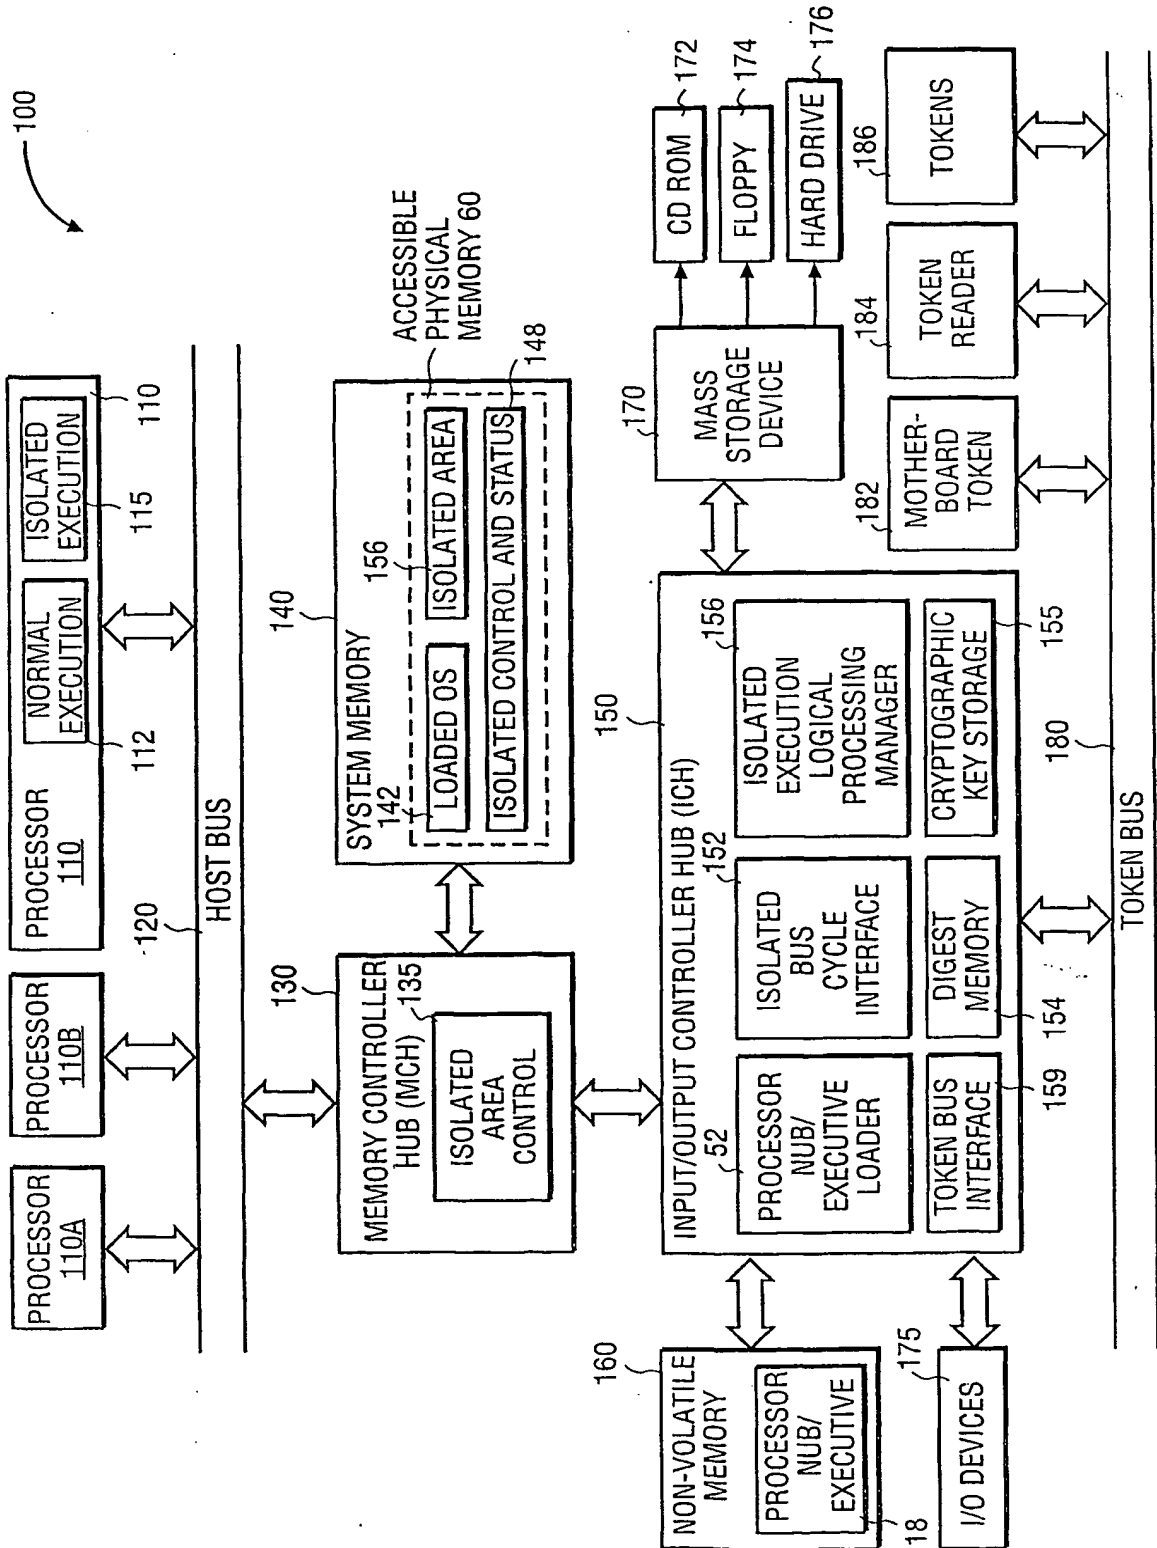 100
PROCESSOR
110A
PROCESSOR
110B
PROCESSOR
110
NORMAL
EXECUTION
112
ISOLATED
EXECUTION
115
110
120
HOST BUS
130
MEMORY CONTROLLER
HUB (MCH)
135
ISOLATED
AREA
CONTROL
140
SYSTEM MEMORY
142
LOADED OS
156
ISOLATED AREA
ISOLATED CONTROL AND STATUS
148
ACCESSIBLE
PHYSICAL
MEMORY 60
150
INPUT/OUTPUT CONTROLLER HUB (ICH)
52
PROCESSOR
NUB/
EXECUTIVE
LOADER
152
ISOLATED
BUS
CYCLE
INTERFACE
156
ISOLATED
EXECUTION
LOGICAL
PROCESSING
MANAGER
TOKEN BUS
INTERFACE
159
DIGEST
MEMORY
154
CRYPTOGRAPHIC
KEY STORAGE
155
160
NON-VOLATILE
MEMORY
PROCESSOR
NUB/
EXECUTIVE
18
175
I/O DEVICES
170
MASS
STORAGE
DEVICE
CD ROM
172
FLOPPY
174
HARD DRIVE
176
182
MOTHER-
BOARD
TOKEN
184
TOKEN
READER
186
TOKENS
180
TOKEN BUS